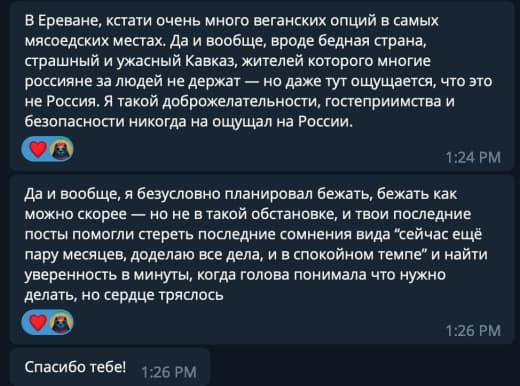 В Ереване, кстати очень много веганских опций в самых
мясоедских местах. Да и вообще, вроде бедная страна,
страшный и ужасный Кавказ, жителей которого многие
россияне за людей не держат — но даже тут ощущается, что это
не Россия. Я такой доброжелательности, гостеприимства и
безопасности никогда на ощущал на России.
1:24 PM
Да и вообще, я безусловно планировал бежать, бежать как
можно скорее — но не в такой обстановке, и твои последние
посты помогли стереть последние сомнения вида “сейчас ещё
пару месяцев, доделаю все дела, и в спокойном темпе” и найти
уверенность в минуты, когда голова понимала что нужно
делать, но сердце тряслось
1:26 PM
Спасибо тебе! 1:26 PM